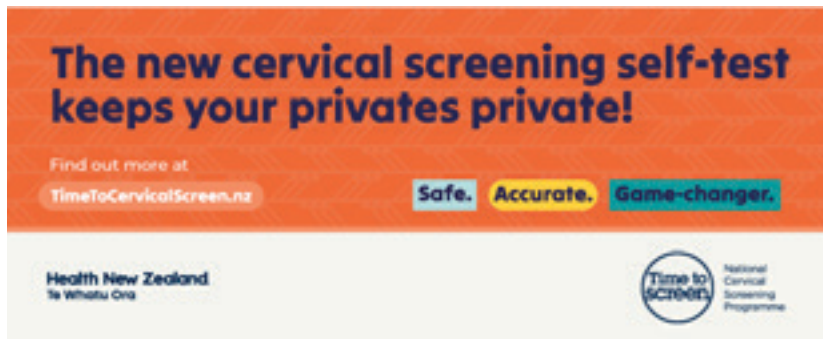 The new cervical screening self-test
keeps your privates private!
Find out more at
TimeToCervicalScreen.nz
Safe. Accurate. Game-changer.
Health New Zealand
Te Whatu Ora
Time to
screen
National
Cervical
Screening
Programme